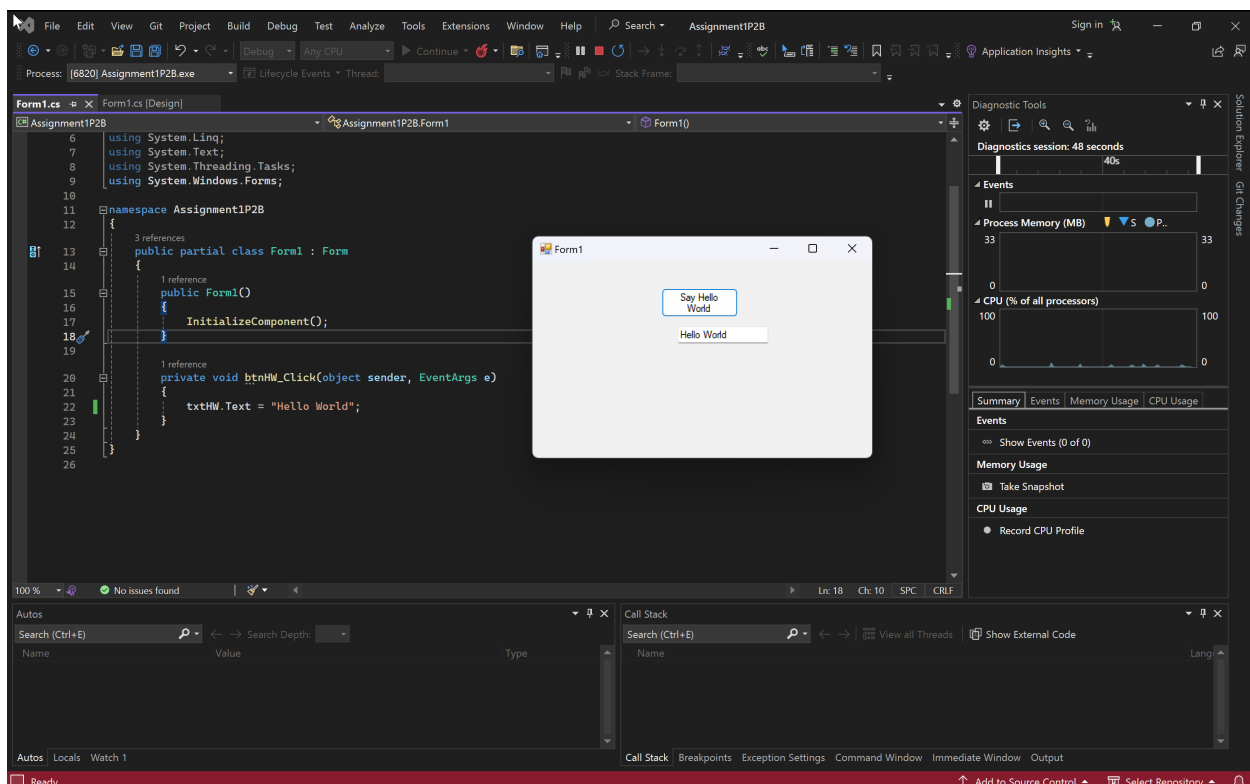 File Edit View Git Project Build Debug Test Analyze Tools Extensions Window Help Search Assignment1P2B Sign in
Debug Any CPU Continue Application Insights
Process: [6820] Assignment1P2B.exe Lifecycle Events Thread: Stack Frame:
Form1.cs Form1.cs [Design]
Assignment1P2B Assignment1P2B.Form1 Form1()
6 using System.Linq;
7 using System.Text;
8 using System.Threading.Tasks;
9 using System.Windows.Forms;
10
11 namespace Assignment1P2B
12 {
3 references
13 public partial class Form1 : Form
14 {
1 reference
15 public Form1()
16 {
17 InitializeComponent();
18 }
19
1 reference
20 private void btnHW_Click(object sender, EventArgs e)
21 {
22 txtHW.Text = "Hello World";
23 }
24 }
25 }
26
Form1
Say Hello
World
Hello World
100 % No issues found Ln: 18 Ch: 10 SPC CRLF
Diagnostic Tools
Diagnostics session: 48 seconds
40s
Events
Process Memory (MB) S P..
33 33
0 0
CPU (% of all processors)
100 100
0 0
Summary Events Memory Usage CPU Usage
Events
Show Events (0 of 0)
Memory Usage
Take Snapshot
CPU Usage
Record CPU Profile
Solution Explorer
Git Changes
Autos
Search (Ctrl+E) Search Depth:
Name Value Type
Autos Locals Watch 1
Call Stack
Search (Ctrl+E) View all Threads Show External Code
Name Lang
Call Stack Breakpoints Exception Settings Command Window Immediate Window Output
Ready Add to Source Control Select Repository